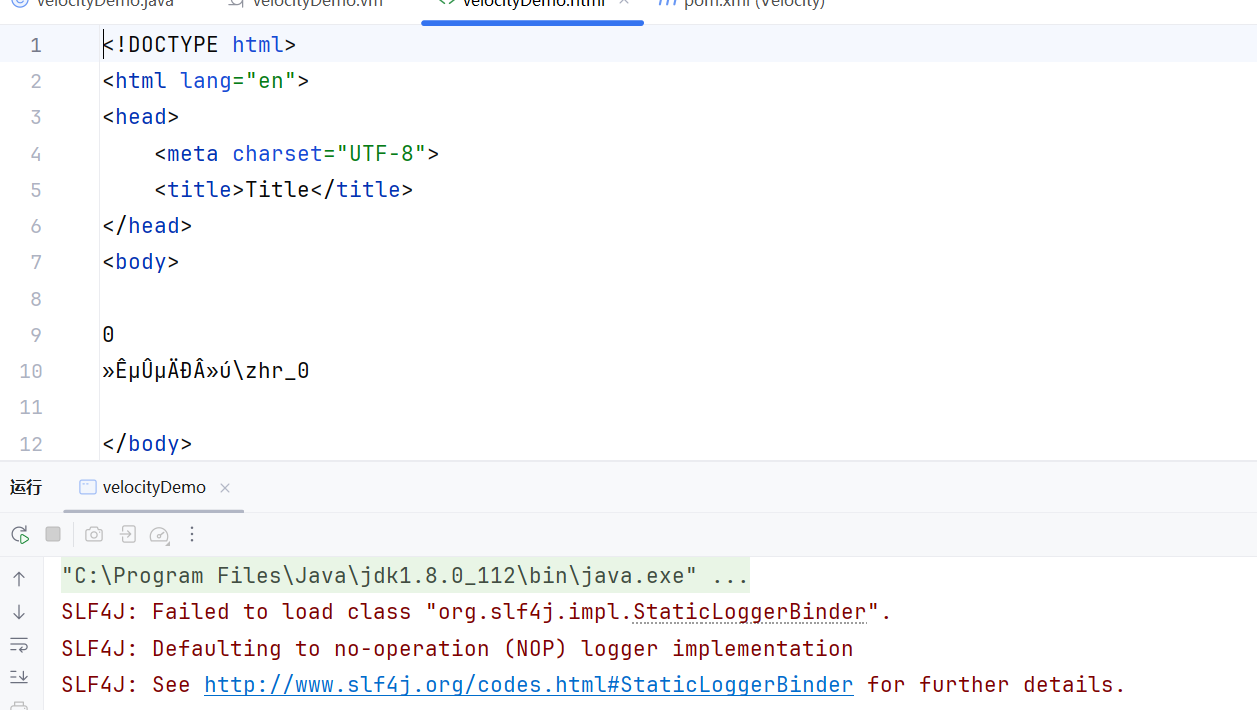 velocityDemo.java velocityDemo.vm velocityDemo.html pom.xml (Velocity)
1 <!DOCTYPE html>
2 <html lang="en">
3 <head>
4 <meta charset="UTF-8">
5 <title>Title</title>
6 </head>
7 <body>
8
9 0
10 »ÊµÛµÄÐÂ»ú\zhr_0
11
12 </body>
运行 velocityDemo
"C:\Program Files\Java\jdk1.8.0_112\bin\java.exe" ...
SLF4J: Failed to load class "org.slf4j.impl.StaticLoggerBinder".
SLF4J: Defaulting to no-operation (NOP) logger implementation
SLF4J: See http://www.slf4j.org/codes.html#StaticLoggerBinder for further details.